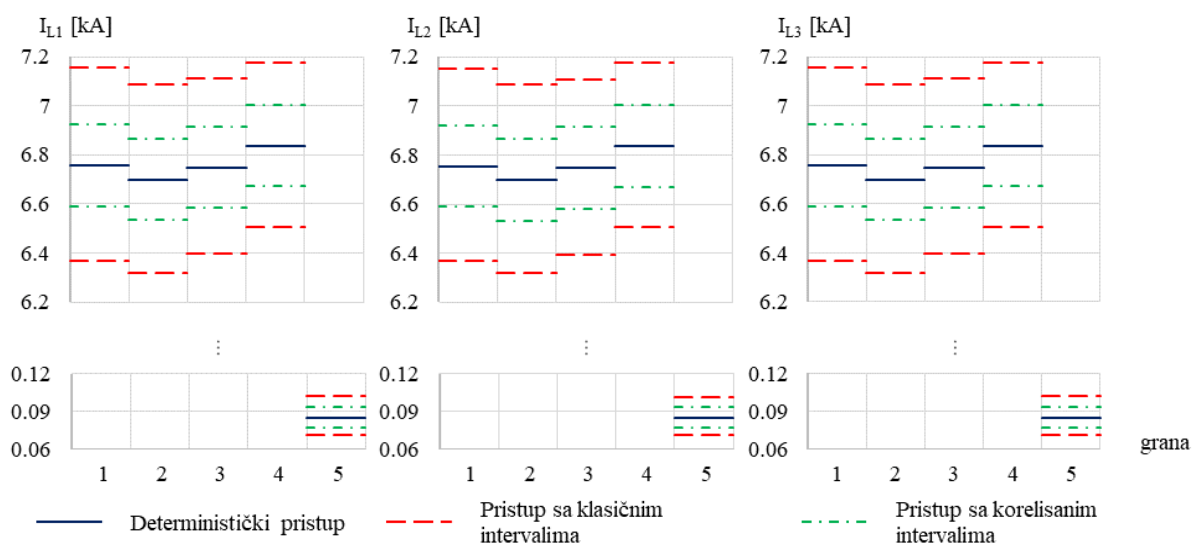 I_L1 [kA] I_L2 [kA] I_L3 [kA]
7.2 7.2 7.2
7 7 7
6.8 6.8 6.8
6.6 6.6 6.6
6.4 6.4 6.4
6.2 6.2 6.2
⋮ ⋮ ⋮
0.12 0.12 0.12
0.09 0.09 0.09
0.06 0.06 0.06 grana
1 2 3 4 5 1 2 3 4 5 1 2 3 4 5
Deterministički pristup
Pristup sa klasičnim
intervalima
Pristup sa korelisanim
intervalima